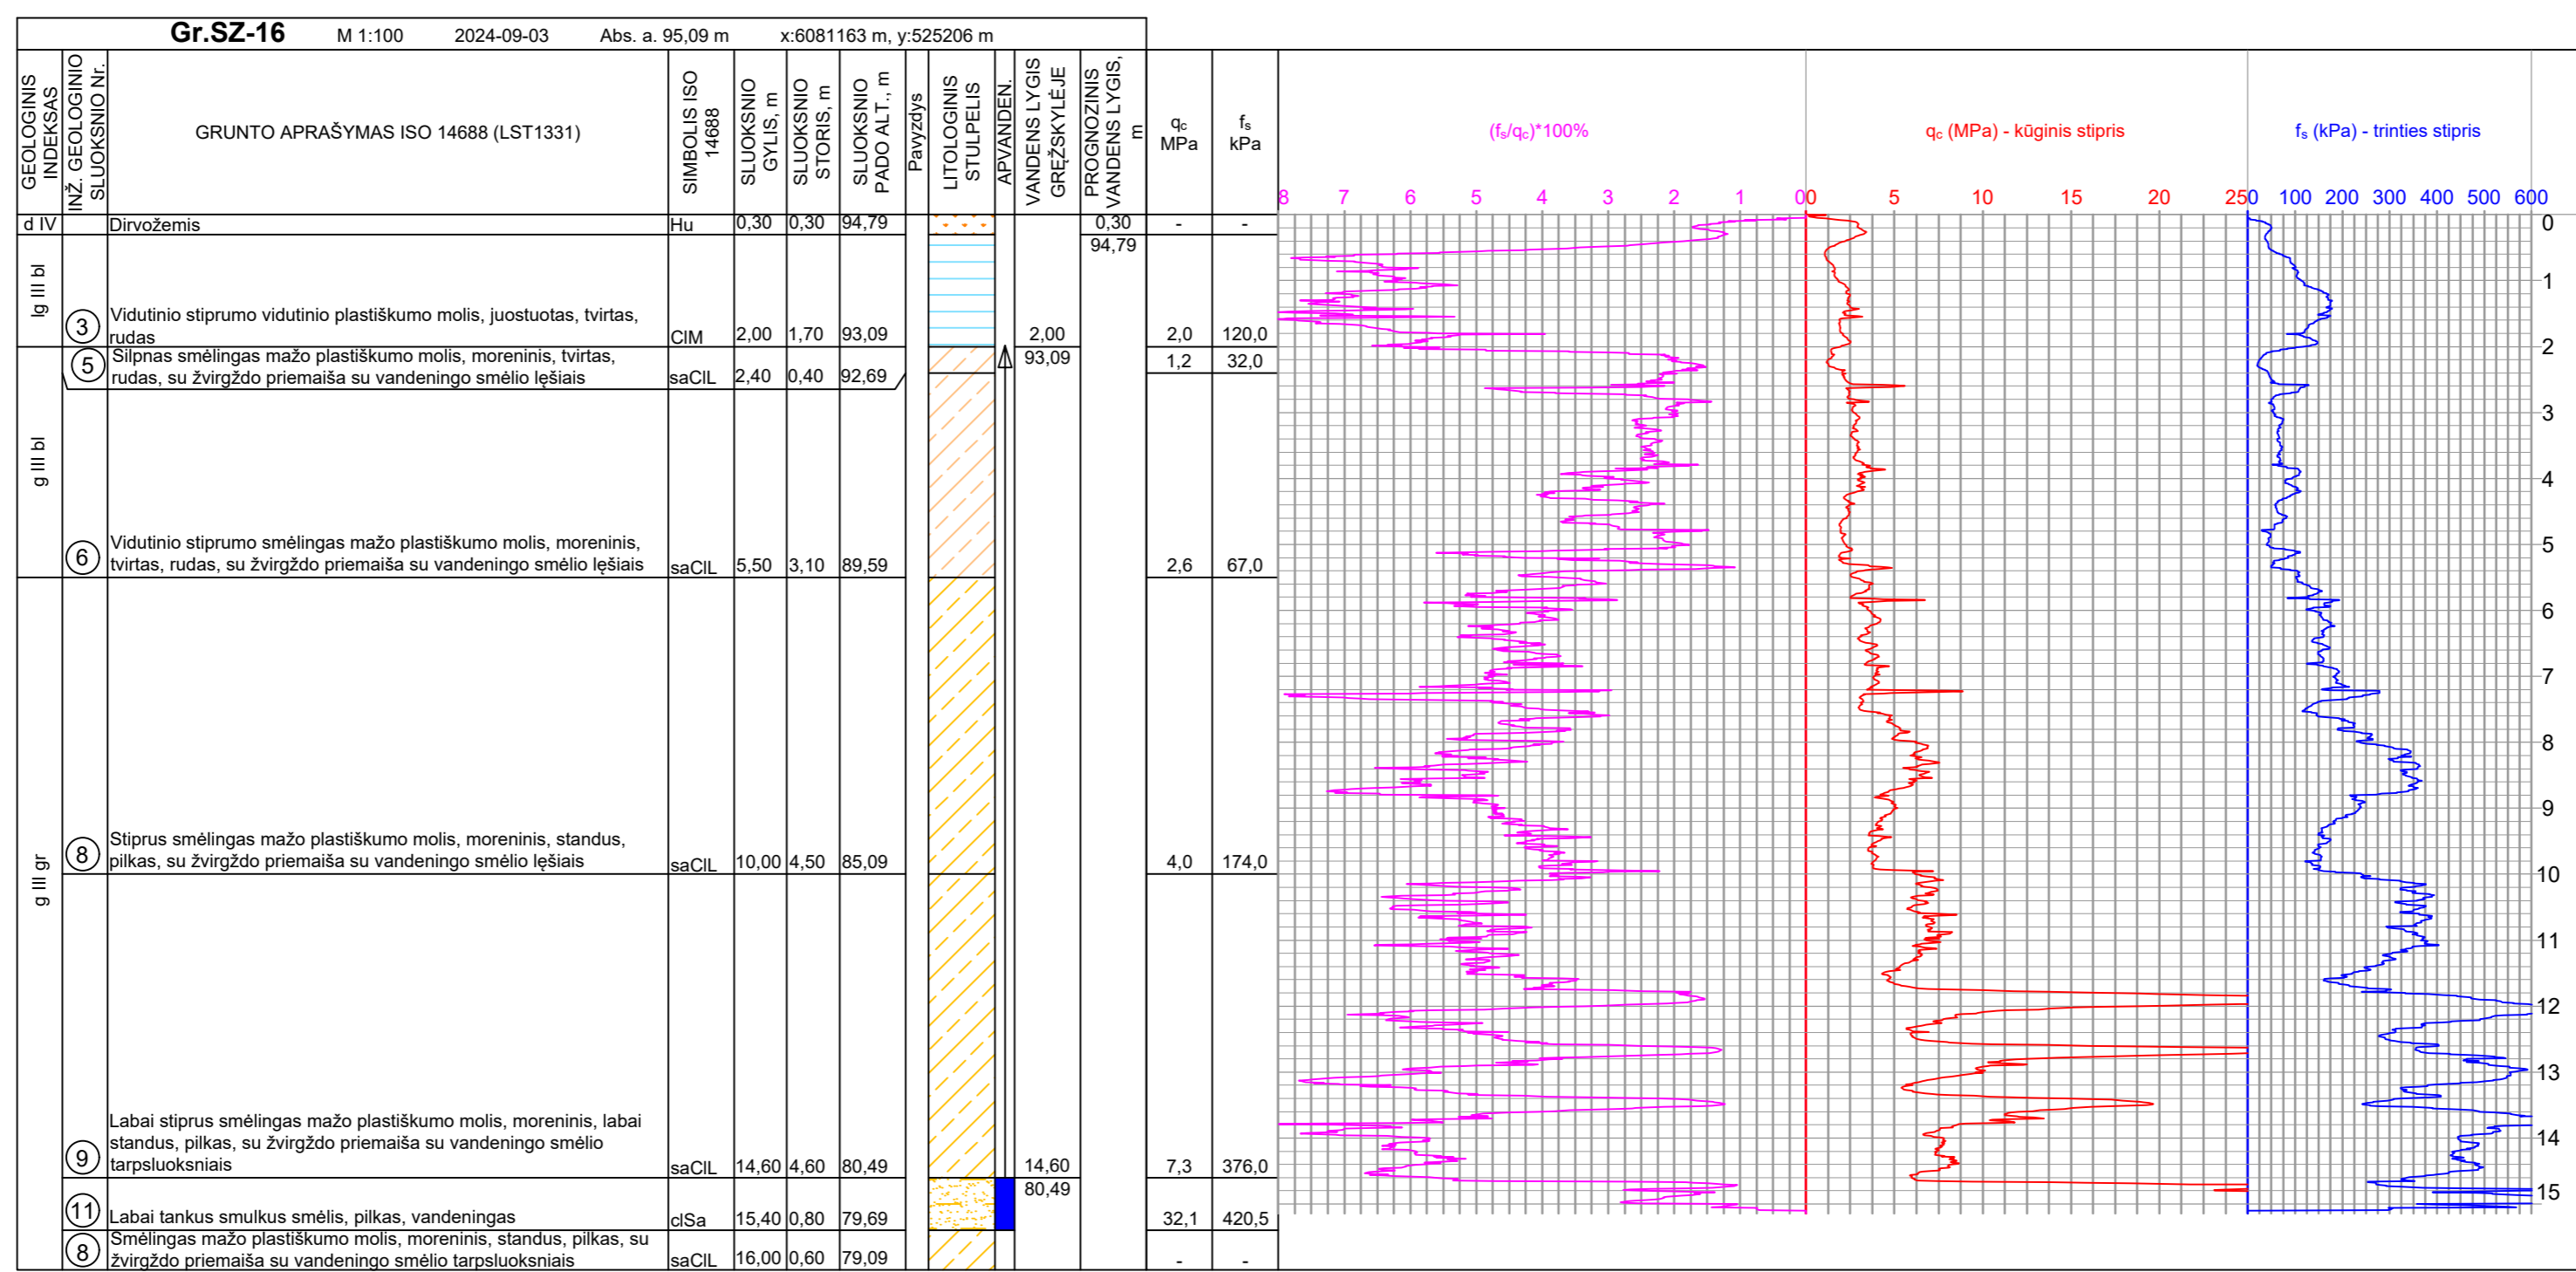 Gr.SZ-16 M 1:100 2024-09-03 Abs. a. 95,09 m x:6081163 m, y:525206 m
GEOLOGINIS
INDEKSAS
INŽ. GEOLOGINIO
SLUOKSNIO Nr.
GRUNTO APRAŠYMAS ISO 14688 (LST1331)
SIMBOLIS ISO
14688
SLUOKSNIO
GYLIS, m
SLUOKSNIO
STORIS, m
SLUOKSNIO
PADO ALT., m
Pavyzdys
LITOLOGINIS
STULPELIS
APVANDEN.
VANDENS LYGIS
GRĘŽSKYLĖJE
PROGNOZINIS
VANDENS LYGIS,
m
qc
MPa
fs
kPa
(fs/qc)*100%
qc (MPa) - kūginis stipris
fs (kPa) - trinties stipris
8 7 6 5 4 3 2 1 0
0 5 10 15 20 25
0 100 200 300 400 500 600
d IV Dirvožemis Hu 0,30 0,30 94,79 0,30 - -
94,79
lg III bl
3 Vidutinio stiprumo vidutinio plastiškumo molis, juostuotas, tvirtas,
rudas ClM 2,00 1,70 93,09 2,00 2,0 120,0
93,09
g III bl
5 Silpnas smėlingas mažo plastiškumo molis, moreninis, tvirtas,
rudas, su žvirgždo priemaiša su vandeningo smėlio lęšiais saClL 2,40 0,40 92,69 1,2 32,0
6 Vidutinio stiprumo smėlingas mažo plastiškumo molis, moreninis,
tvirtas, rudas, su žvirgždo priemaiša su vandeningo smėlio lęšiais saClL 5,50 3,10 89,59 2,6 67,0
g III gr
8 Stiprus smėlingas mažo plastiškumo molis, moreninis, standus,
pilkas, su žvirgždo priemaiša su vandeningo smėlio lęšiais saClL 10,00 4,50 85,09 4,0 174,0
9 Labai stiprus smėlingas mažo plastiškumo molis, moreninis, labai
standus, pilkas, su žvirgždo priemaiša su vandeningo smėlio
tarpsluoksniais saClL 14,60 4,60 80,49 14,60 7,3 376,0
80,49
11 Labai tankus smulkus smėlis, pilkas, vandeningas clSa 15,40 0,80 79,69 32,1 420,5
8 Smėlingas mažo plastiškumo molis, moreninis, standus, pilkas, su
žvirgždo priemaiša su vandeningo smėlio tarpsluoksniais saClL 16,00 0,60 79,09 - -
0
1
2
3
4
5
6
7
8
9
10
11
12
13
14
15